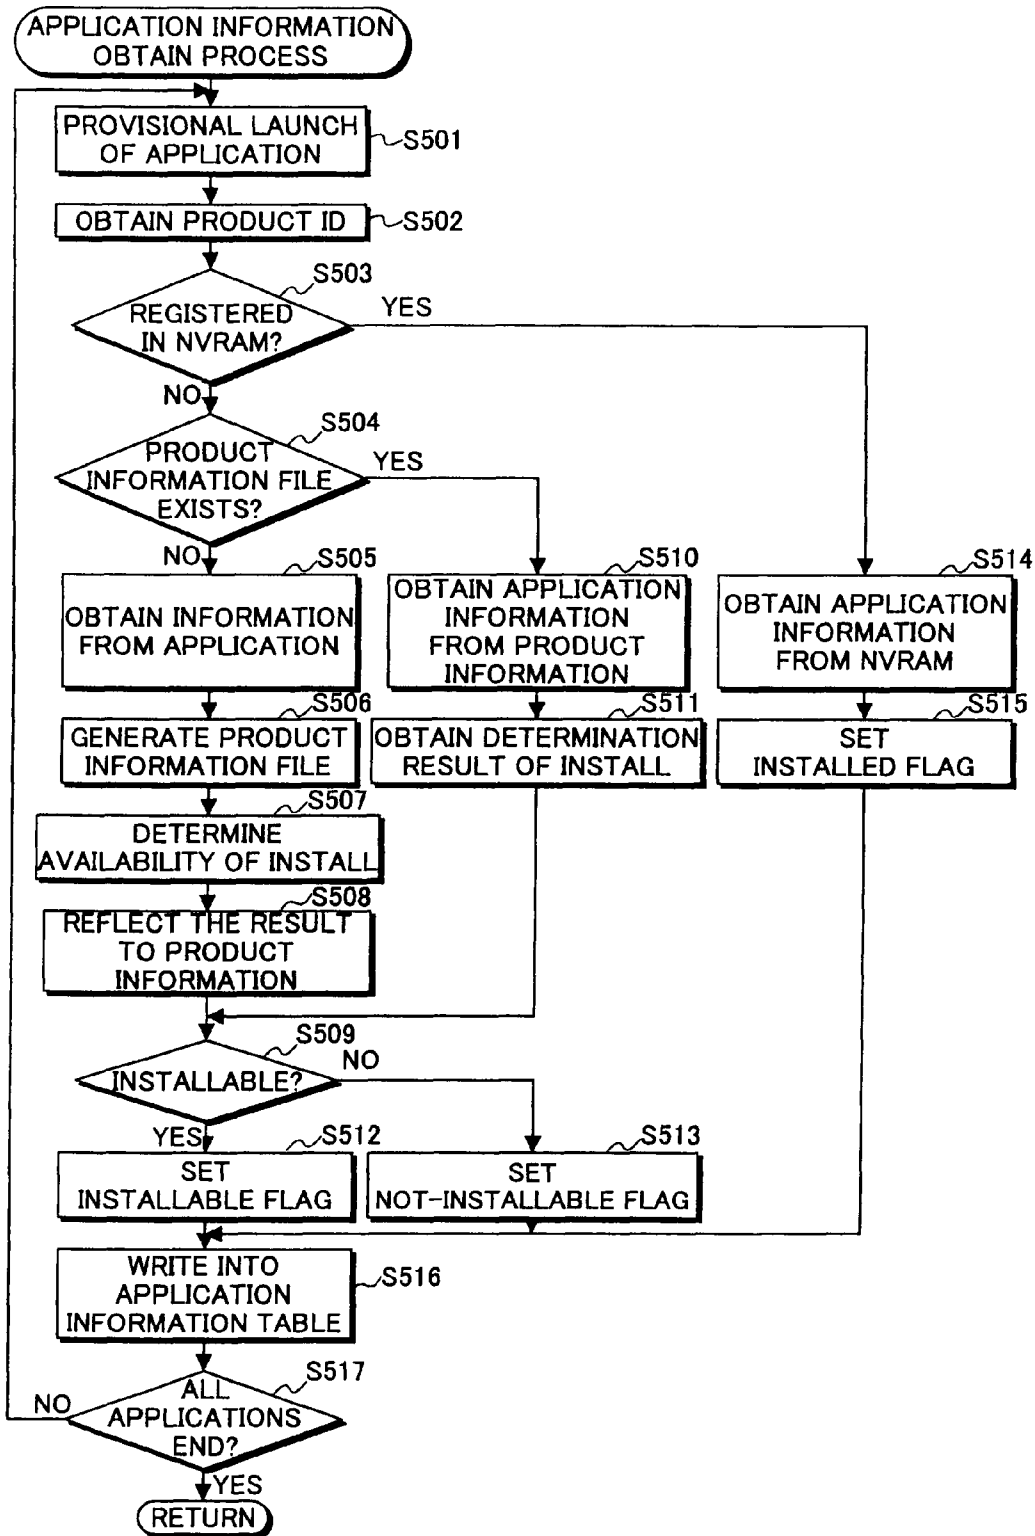 APPLICATION INFORMATION
OBTAIN PROCESS
PROVISIONAL LAUNCH
OF APPLICATION
S501
OBTAIN PRODUCT ID
S502
S503
REGISTERED
IN NVRAM?
YES
NO
S504
PRODUCT
INFORMATION FILE
EXISTS?
YES
NO
S505
OBTAIN INFORMATION
FROM APPLICATION
S510
OBTAIN APPLICATION
INFORMATION
FROM PRODUCT
INFORMATION
S514
OBTAIN APPLICATION
INFORMATION
FROM NVRAM
S506
GENERATE PRODUCT
INFORMATION FILE
S511
OBTAIN DETERMINATION
RESULT OF INSTALL
S515
SET
INSTALLED FLAG
S507
DETERMINE
AVAILABILITY OF INSTALL
S508
REFLECT THE RESULT
TO PRODUCT
INFORMATION
S509
INSTALLABLE?
NO
YES
S512
SET
INSTALLABLE FLAG
S513
SET
NOT-INSTALLABLE FLAG
WRITE INTO
APPLICATION
INFORMATION TABLE
S516
S517
ALL
APPLICATIONS
END?
NO
YES
RETURN